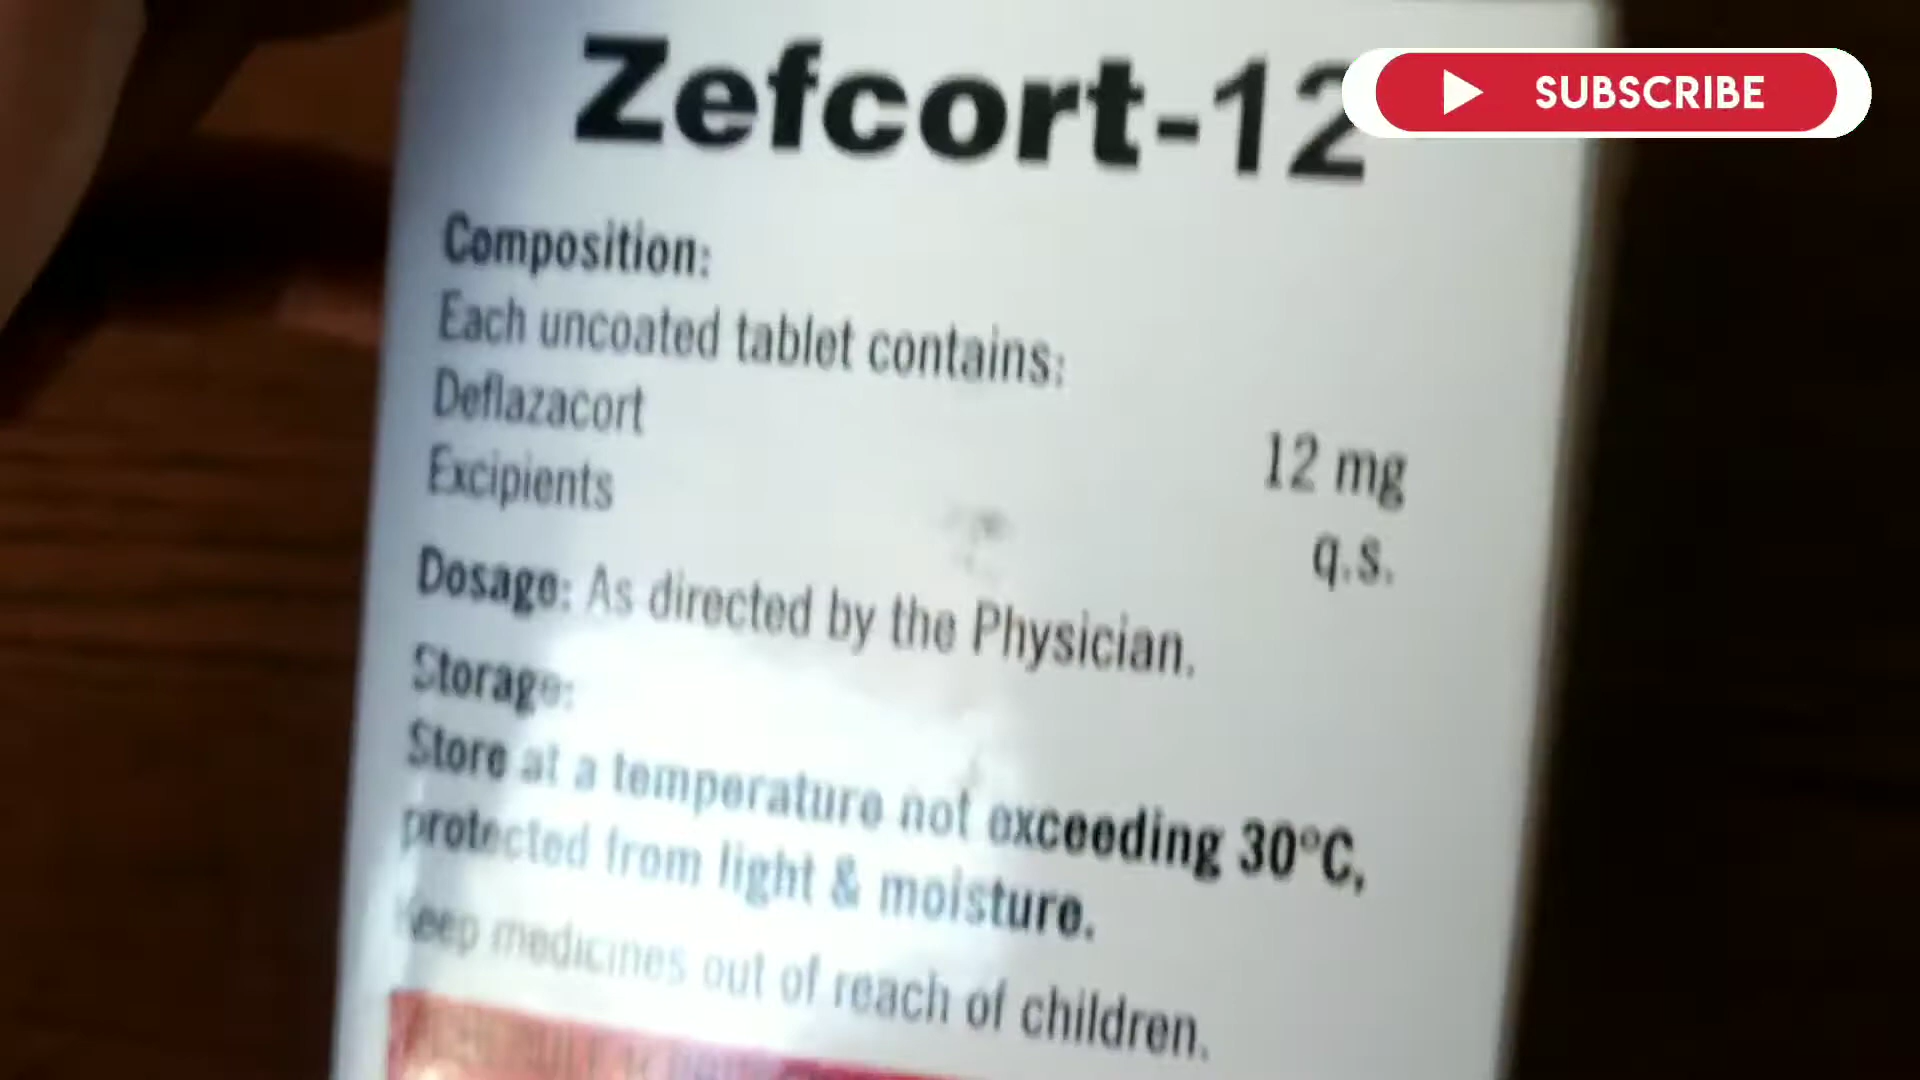 Zefcort-12
SUBSCRIBE
Composition:
Each uncoated tablet contains:
Deflazacort 12 mg
Excipients q.s.
Dosage: As directed by the Physician.
Storage:
Store at a temperature not exceeding 30°C,
protected from light & moisture.
Keep medicines out of reach of children.